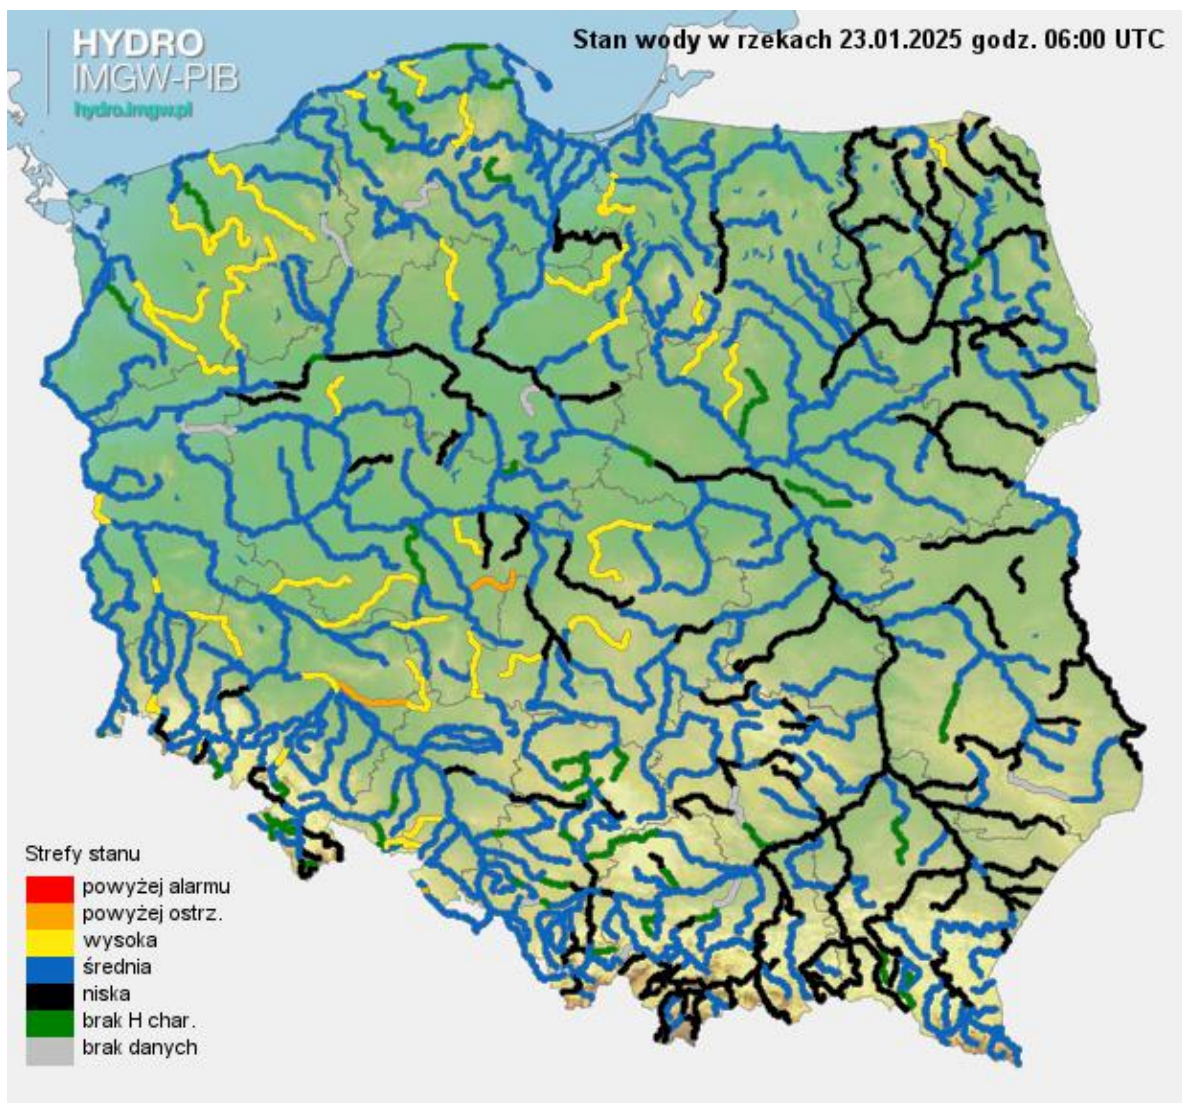 HYDRO
IMGW-PIB
hydro.imgw.pl
Stan wody w rzekach 23.01.2025 godz. 06:00 UTC
Strefy stanu
powyżej alarmu
powyżej ostrz.
wysoka
średnia
niska
brak H char.
brak danych